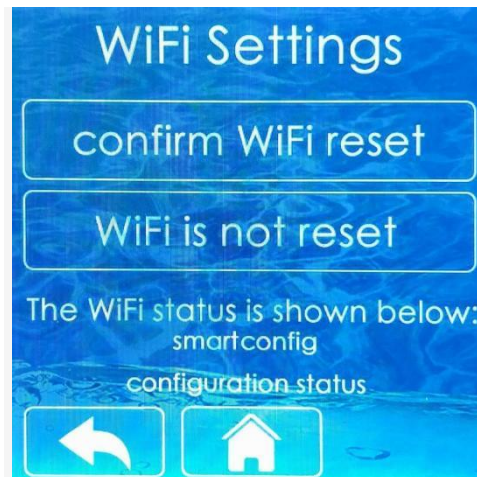 WiFi Settings
confirm WiFi reset
WiFi is not reset
The WiFi status is shown below:
smartconfig
configuration status